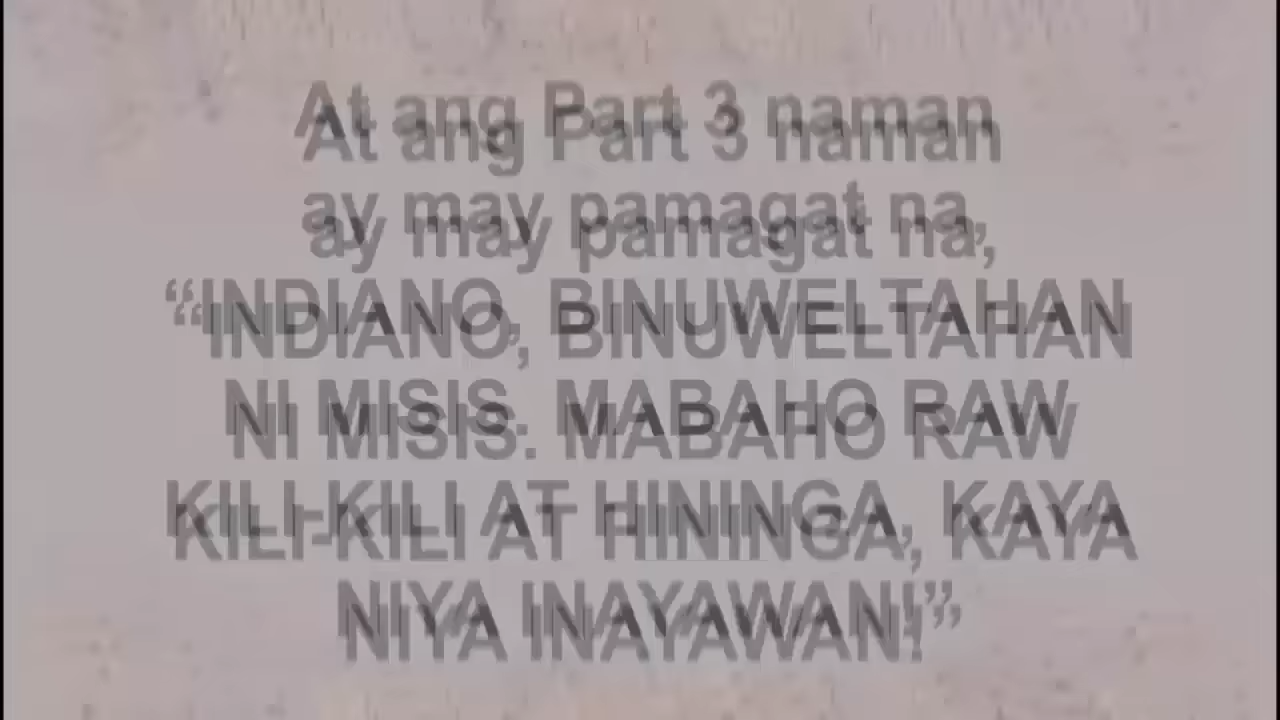 At ang Part 3 naman
ay may pamagat na,
“INDIANO, BINUWELTAHAN
NI MISIS. MABAHO RAW
KILI-KILI AT HININGA, KAYA
NIYA INAYAWAN!”